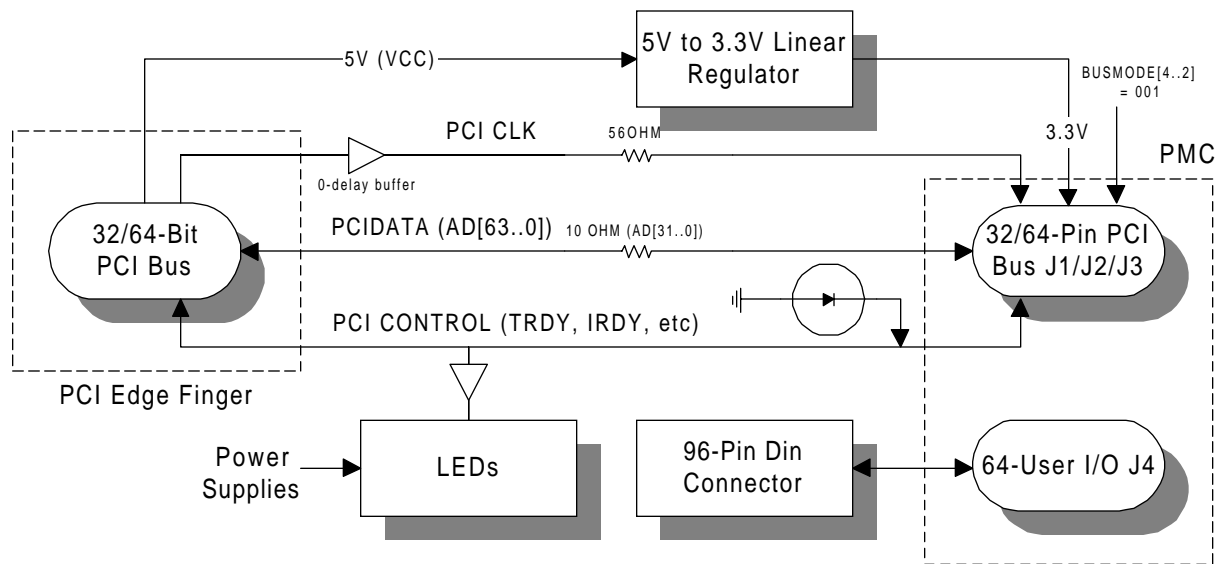 5V to 3.3V Linear
Regulator
5V (VCC)
BUSMODE[4..2]
= 001
PCI CLK
56OHM
3.3V
PMC
0-delay buffer
32/64-Bit
PCI Bus
PCIDATA (AD[63..0])
10 OHM (AD[31..0])
32/64-Pin PCI
Bus J1/J2/J3
PCI CONTROL (TRDY, IRDY, etc)
PCI Edge Finger
Power
Supplies
LEDs
96-Pin Din
Connector
64-User I/O J4